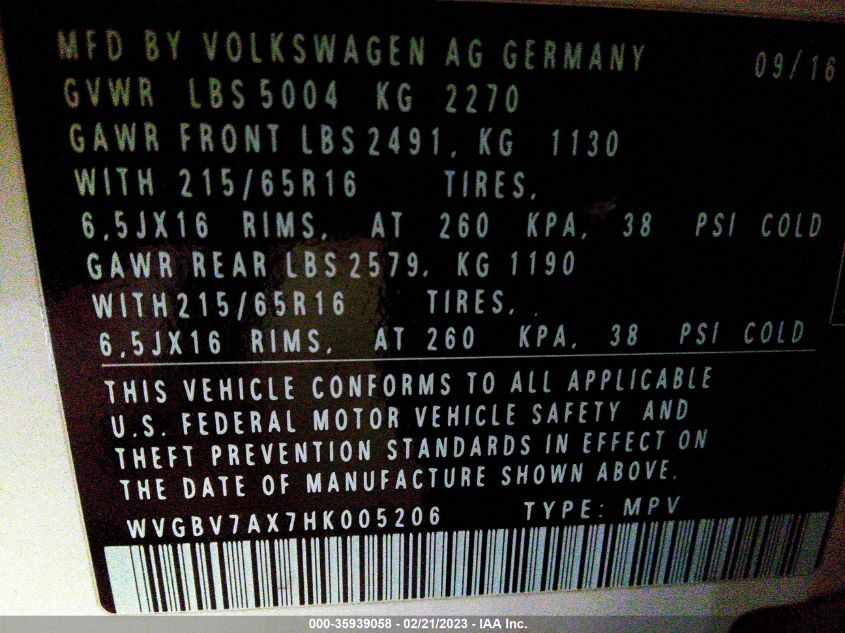 MFD BY VOLKSWAGEN AG GERMANY 09/16
GVWR LBS 5004 KG 2270
GAWR FRONT LBS 2491, KG 1130
WITH 215/65R16 TIRES,
6,5JX16 RIMS, AT 260 KPA, 38 PSI COLD
GAWR REAR LBS 2579, KG 1190
WITH 215/65R16 TIRES,
6,5JX16 RIMS, AT 260 KPA, 38 PSI COLD
THIS VEHICLE CONFORMS TO ALL APPLICABLE
U.S. FEDERAL MOTOR VEHICLE SAFETY AND
THEFT PREVENTION STANDARDS IN EFFECT ON
THE DATE OF MANUFACTURE SHOWN ABOVE.
WVGBV7AX7HK005206 TYPE: MPV
000-35939058 - 02/21/2023 - IAA Inc.